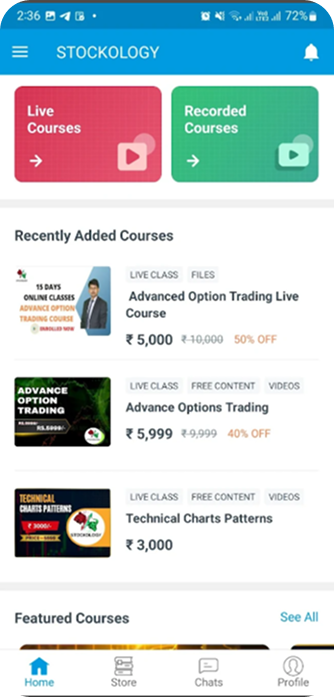 2:36 72%
STOCKOLOGY
Live
Courses
Recorded
Courses
Recently Added Courses
15 DAYS
ONLINE CLASSES
ADVANCE OPTION
TRADING COURSE
ENROLLED NOW
LIVE CLASS FILES
Advanced Option Trading Live
Course
₹ 5,000 ₹ 10,000 50% OFF
ADVANCE
OPTION
TRADING
LIVE CLASS FREE CONTENT VIDEOS
Advance Options Trading
₹ 5,999 ₹ 9,999 40% OFF
TECHNICAL
CHARTS PATTERNS
₹ 3000/-
STOCKOLOGY
LIVE CLASS FREE CONTENT VIDEOS
Technical Charts Patterns
₹ 3,000
Featured Courses See All
Home Store Chats Profile